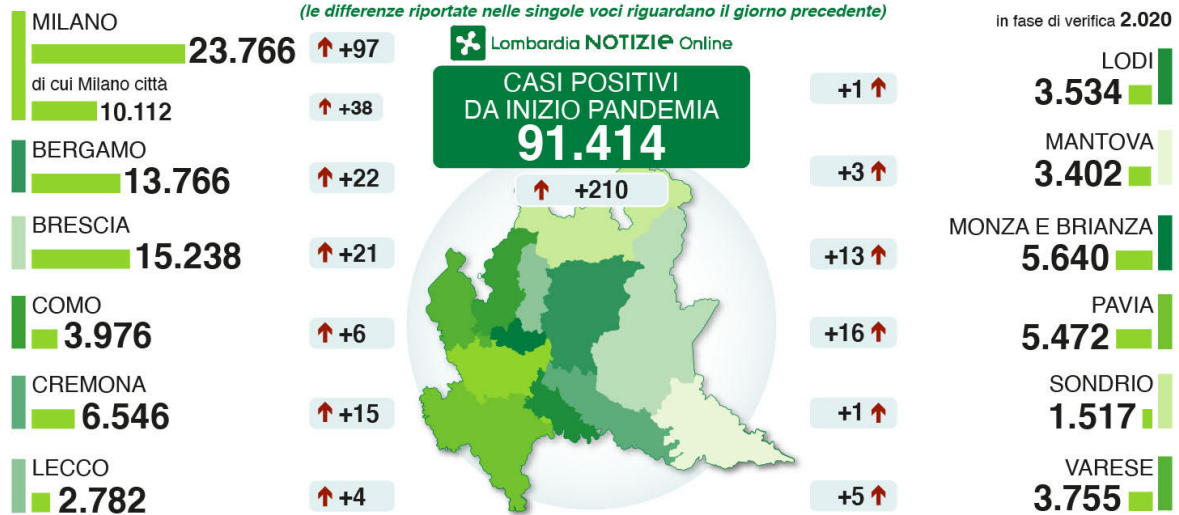 (le differenze riportate nelle singole voci riguardano il giorno precedente)
Lombardia NOTIZIE Online
CASI POSITIVI
DA INIZIO PANDEMIA
91.414
+210
MILANO
23.766
+97
di cui Milano città
10.112
+38
BERGAMO
13.766
+22
BRESCIA
15.238
+21
COMO
3.976
+6
CREMONA
6.546
+15
LECCO
2.782
+4
in fase di verifica 2.020
LODI
+1
3.534
MANTOVA
+3
3.402
MONZA E BRIANZA
+13
5.640
PAVIA
+16
5.472
SONDRIO
+1
1.517
VARESE
+5
3.755